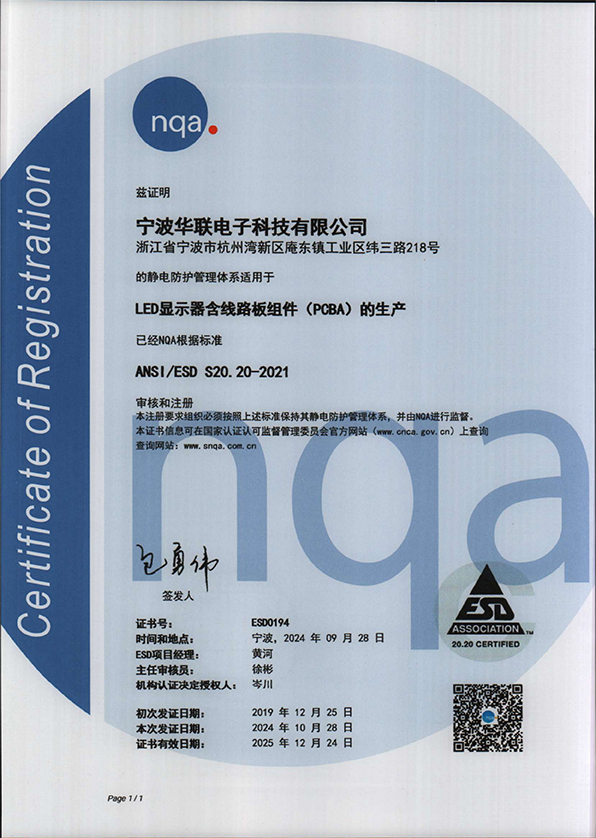 nqa.
兹证明
宁波华联电子科技有限公司
浙江省宁波市杭州湾新区庵东镇工业区纬三路218号
的静电防护管理体系适用于
LED显示器含线路板组件（PCBA）的生产
已经NQA根据标准
ANSI/ESD S20.20-2021
审核和注册
本注册要求组织必须按照上述标准保持其静电防护管理体系，并由NQA进行监督。
本证书信息可在国家认证认可监督管理委员会官方网站（www.cnca.gov.cn）上查询
查询网站：www.snqa.com.cn
Certificate of Registration
nqa
包勇伟
签发人
证书号： ESD0194
时间和地点： 宁波，2024 年 09 月 28 日
ESD项目经理： 黄河
主任审核员： 徐彬
机构认证决定授权人： 岑川
初次发证日期： 2019 年 12 月 25 日
本次发证日期： 2024 年 10 月 28 日
证书有效日期： 2025 年 12 月 24 日
ESD
ASSOCIATION™
20.20 CERTIFIED
Page 1 / 1